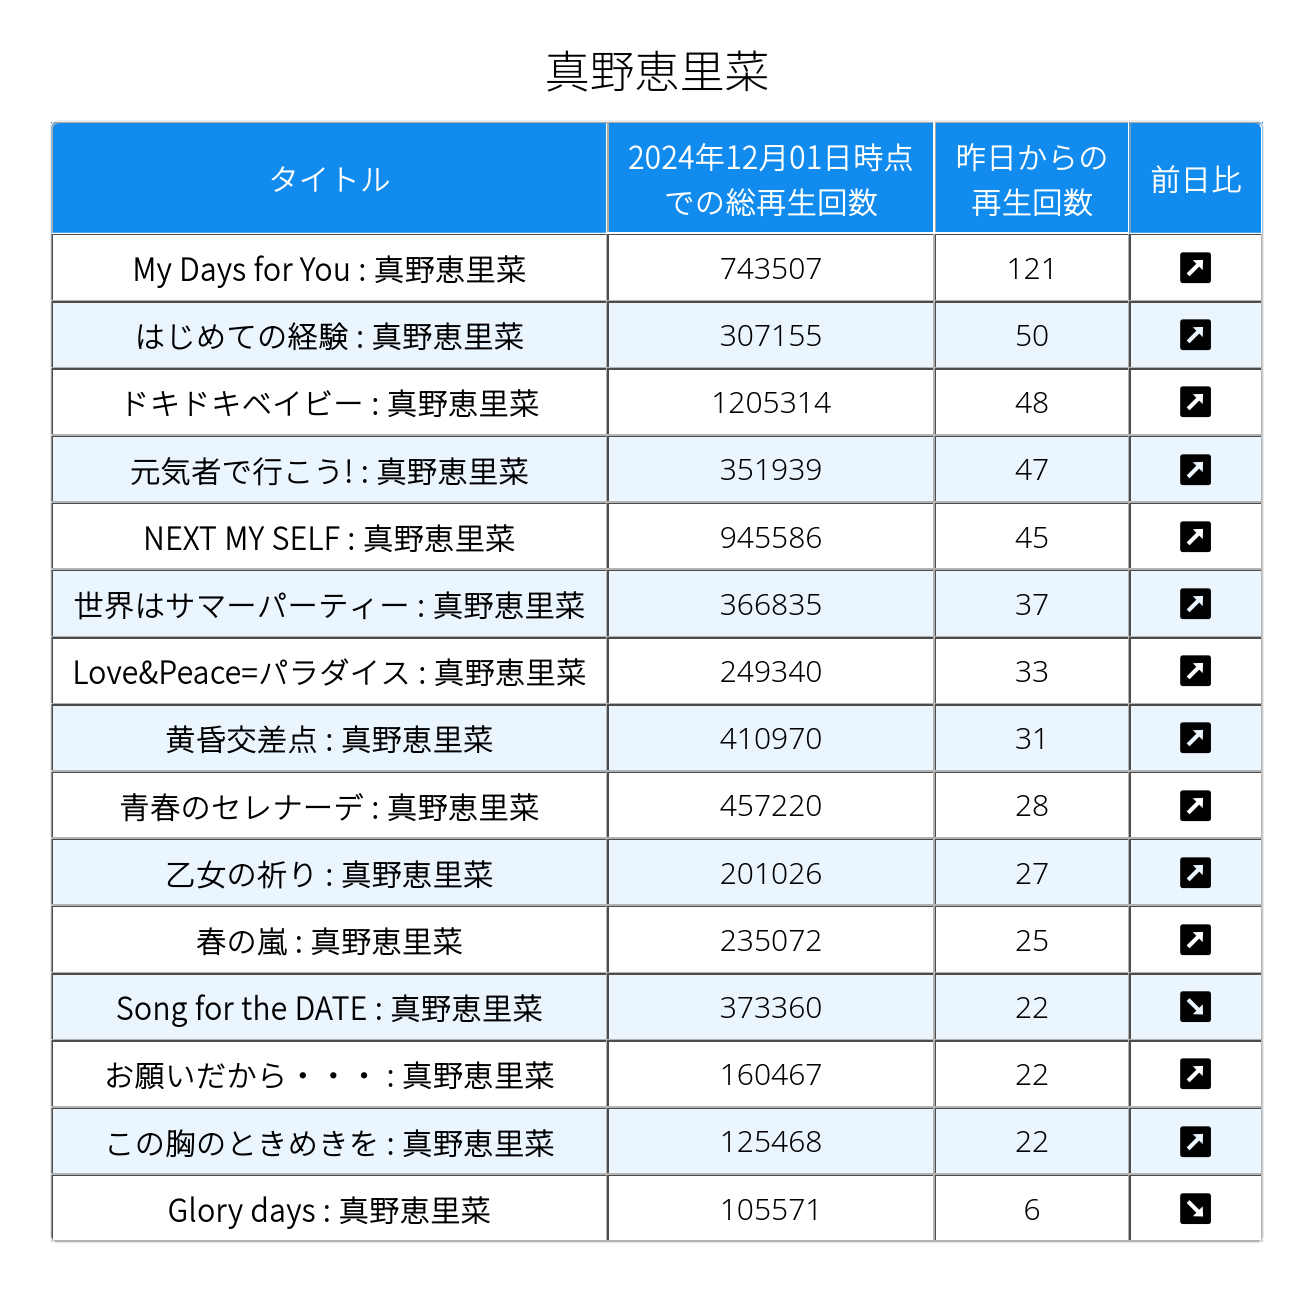 真野恵里菜
タイトル 2024年12月01日時点での総再生回数 昨日からの再生回数 前日比
My Days for You : 真野恵里菜 743507 121 ↗
はじめての経験 : 真野恵里菜 307155 50 ↗
ドキドキベイビー : 真野恵里菜 1205314 48 ↗
元気者で行こう! : 真野恵里菜 351939 47 ↗
NEXT MY SELF : 真野恵里菜 945586 45 ↗
世界はサマーパーティー : 真野恵里菜 366835 37 ↗
Love&Peace=パラダイス : 真野恵里菜 249340 33 ↗
黄昏交差点 : 真野恵里菜 410970 31 ↗
青春のセレナーデ : 真野恵里菜 457220 28 ↗
乙女の祈り : 真野恵里菜 201026 27 ↗
春の嵐 : 真野恵里菜 235072 25 ↗
Song for the DATE : 真野恵里菜 373360 22 ↘
お願いだから・・・ : 真野恵里菜 160467 22 ↗
この胸のときめきを : 真野恵里菜 125468 22 ↗
Glory days : 真野恵里菜 105571 6 ↘